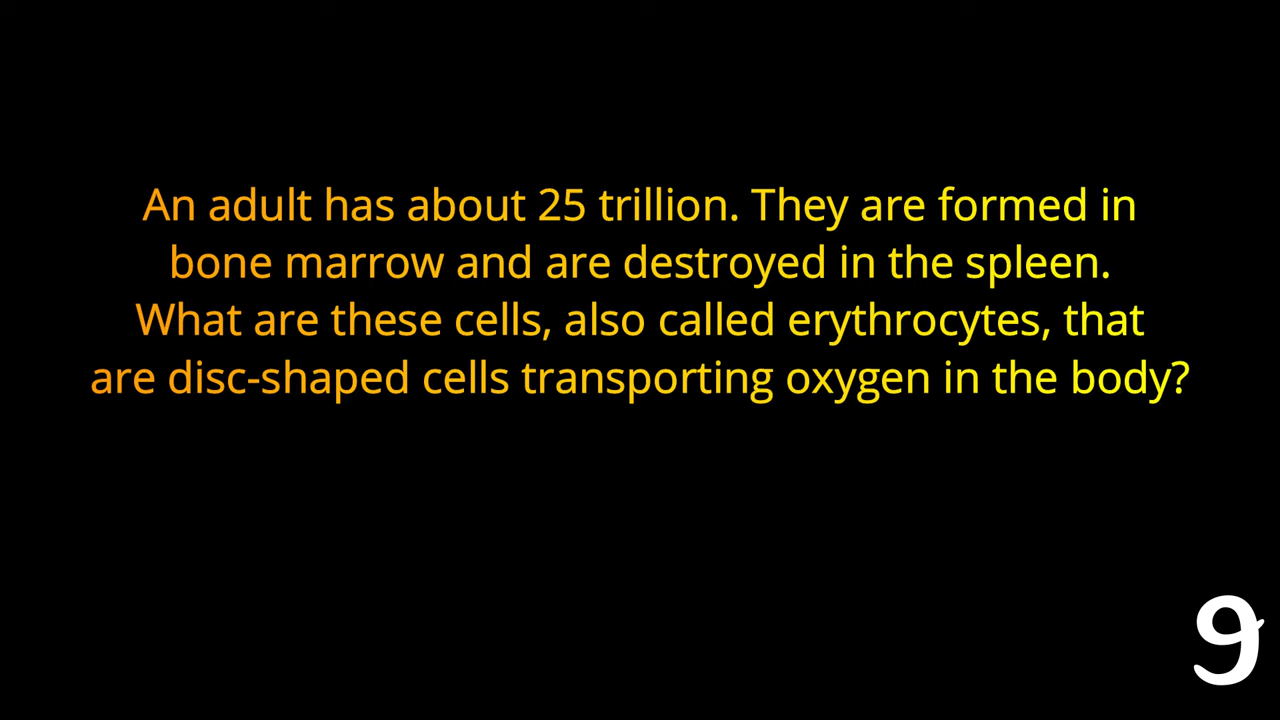 An adult has about 25 trillion. They are formed in
bone marrow and are destroyed in the spleen.
What are these cells, also called erythrocytes, that
are disc-shaped cells transporting oxygen in the body?
9